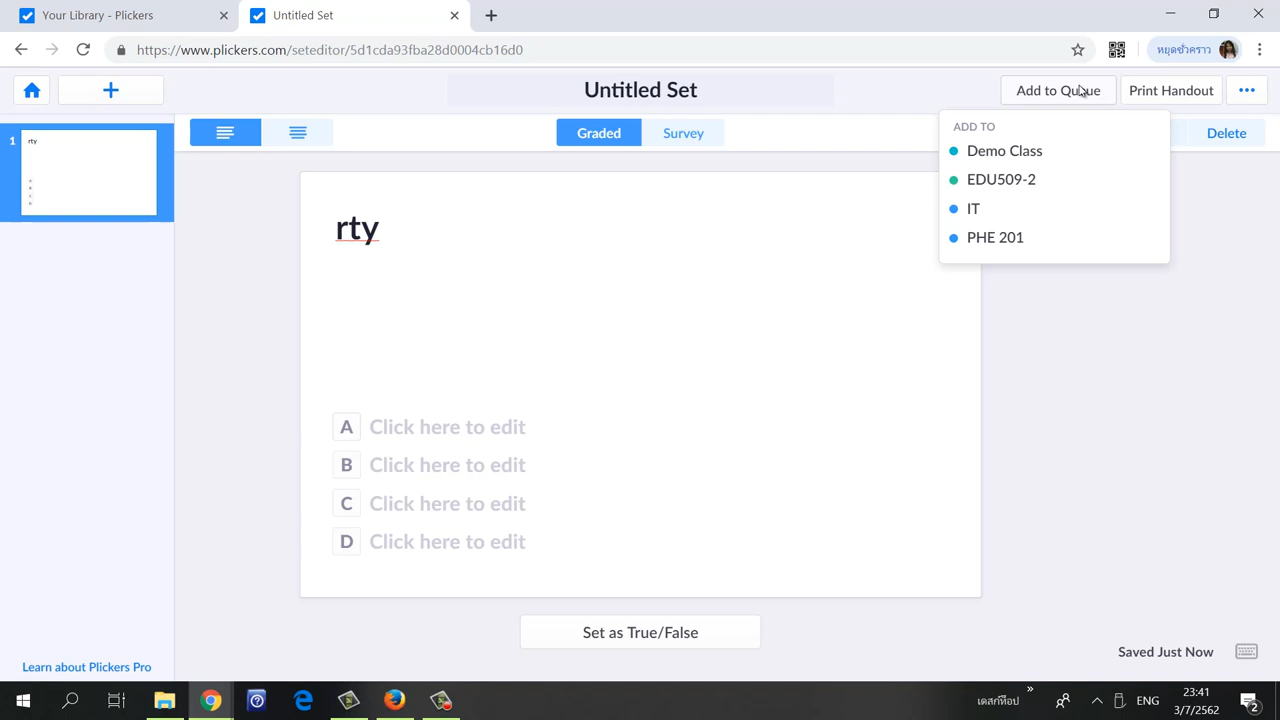 Your Library - Plickers
Untitled Set
https://www.plickers.com/seteditor/5d1cda93fba28d0004cb16d0
หยุดชั่วคราว
Untitled Set
Add to Queue
Print Handout
1
rty
Graded
Survey
Delete
ADD TO
Demo Class
EDU509-2
IT
PHE 201
rty
A Click here to edit
B Click here to edit
C Click here to edit
D Click here to edit
Set as True/False
Learn about Plickers Pro
Saved Just Now
เดสก์ท็อป
ENG
23:41
3/7/2562
2